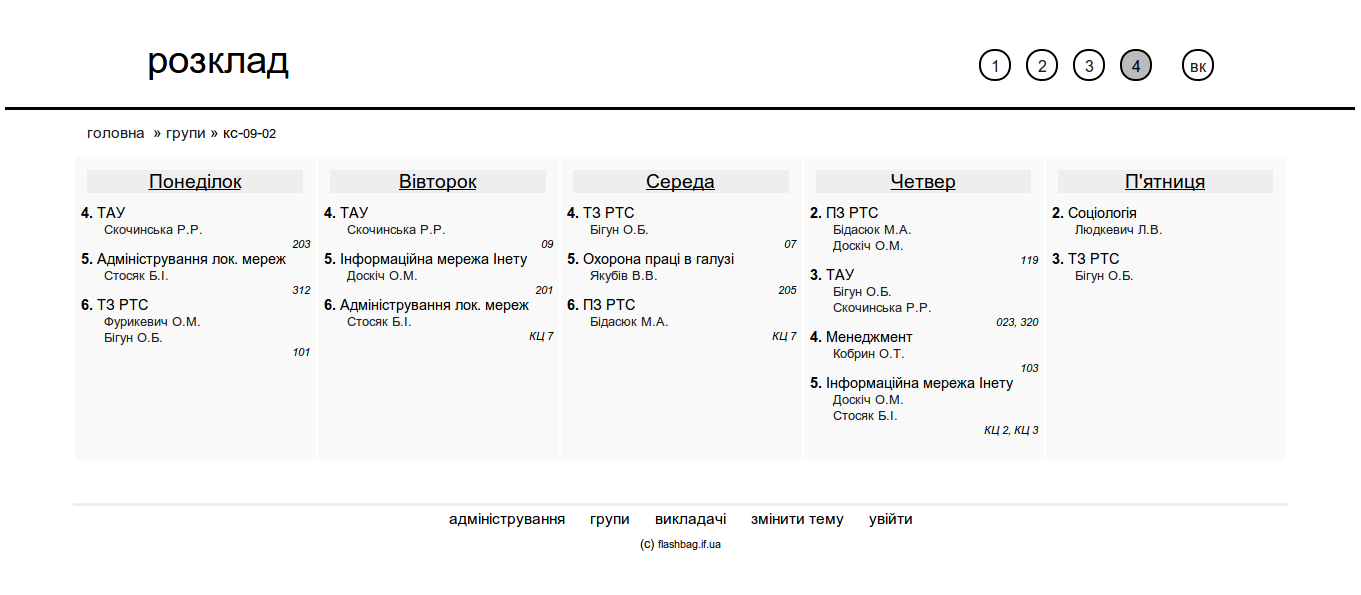 розклад
1 2 3 4 вк
головна » групи » кс-09-02
Понеділок
4. ТАУ
Скочинська Р.Р.
203
5. Адміністрування лок. мереж
Стосяк Б.І.
312
6. ТЗ РТС
Фурикевич О.М.
Бігун О.Б.
101
Вівторок
4. ТАУ
Скочинська Р.Р.
09
5. Інформаційна мережа Інету
Доскіч О.М.
201
6. Адміністрування лок. мереж
Стосяк Б.І.
КЦ 7
Середа
4. ТЗ РТС
Бігун О.Б.
07
5. Охорона праці в галузі
Якубів В.В.
205
6. ПЗ РТС
Бідасюк М.А.
КЦ 7
Четвер
2. ПЗ РТС
Бідасюк М.А.
Доскіч О.М.
119
3. ТАУ
Бігун О.Б.
Скочинська Р.Р.
023, 320
4. Менеджмент
Кобрин О.Т.
103
5. Інформаційна мережа Інету
Доскіч О.М.
Стосяк Б.І.
КЦ 2, КЦ 3
П'ятниця
2. Соціологія
Людкевич Л.В.
3. ТЗ РТС
Бігун О.Б.
адміністрування групи викладачі змінити тему увійти
(c) flashbag.if.ua